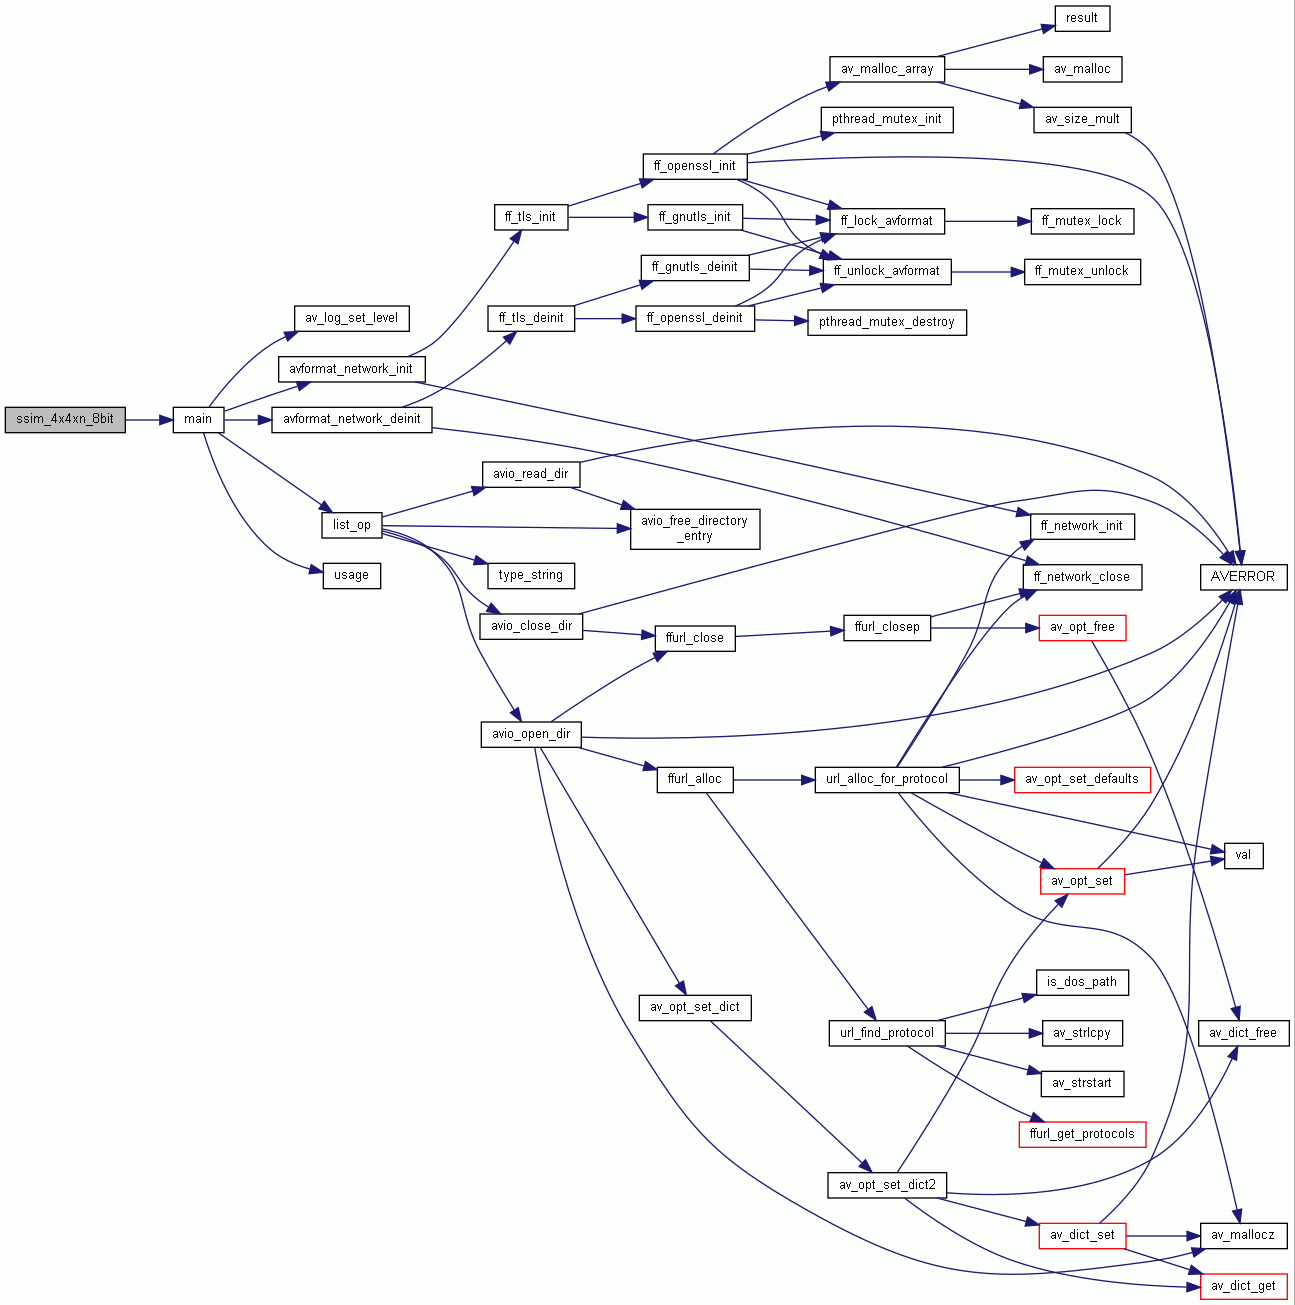 result
av_malloc_array
av_malloc
pthread_mutex_init
av_size_mult
ff_openssl_init
ff_tls_init
ff_gnutls_init
ff_lock_avformat
ff_mutex_lock
ff_gnutls_deinit
ff_unlock_avformat
ff_mutex_unlock
av_log_set_level
ff_tls_deinit
ff_openssl_deinit
pthread_mutex_destroy
avformat_network_init
ssim_4x4xn_8bit
main
avformat_network_deinit
avio_read_dir
list_op
avio_free_directory
_entry
ff_network_init
usage
type_string
ff_network_close
AVERROR
avio_close_dir
ffurl_close
ffurl_closep
av_opt_free
avio_open_dir
ffurl_alloc
url_alloc_for_protocol
av_opt_set_defaults
val
av_opt_set
is_dos_path
av_opt_set_dict
url_find_protocol
av_strlcpy
av_dict_free
av_strstart
ffurl_get_protocols
av_opt_set_dict2
av_dict_set
av_mallocz
av_dict_get